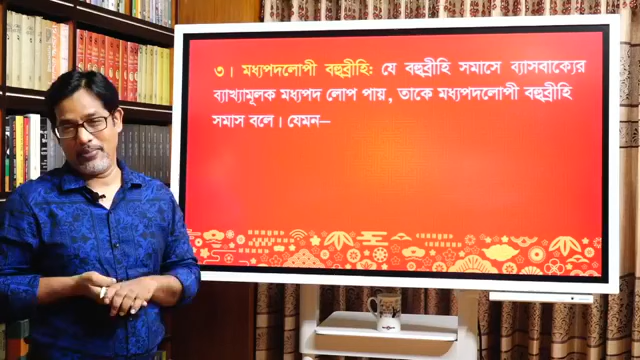 ৩। মধ্যপদলোপী বহুব্রীহি: যে বহুব্রীহি সমাসে ব্যাসবাক্যের
ব্যাখ্যামূলক মধ্যপদ লোপ পায়, তাকে মধ্যপদলোপী বহুব্রীহি
সমাস বলে। যেমন—